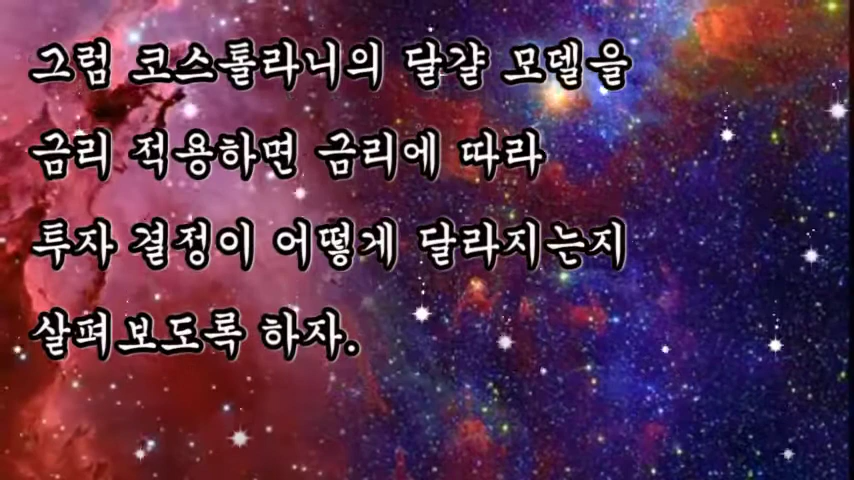 그럼 코스톨라니의 달걀 모델을
금리 적용하면 금리에 따라
투자 결정이 어떻게 달라지는지
살펴보도록 하자.